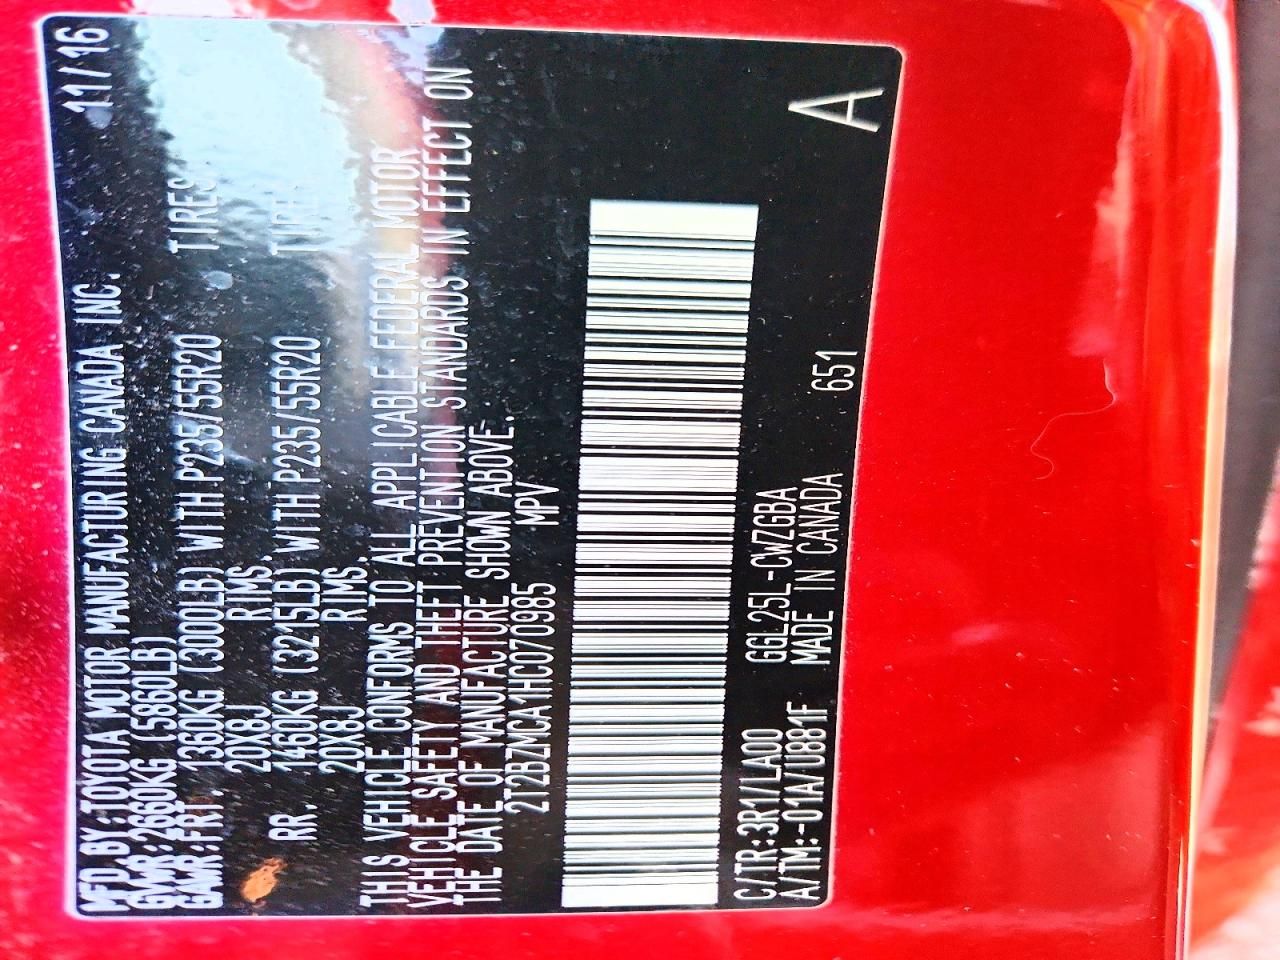 MFD.BY:TOYOTA MOTOR MANUFACTURING CANADA INC. 11/16
GVWR:2660KG (5860LB)
GAWR:FRT. 1360KG (3000LB) WITH P235/55R20 TIRES
20X8J RIMS.
RR. 1460KG (3215LB) WITH P235/55R20 TIRE
20X8J RIMS.
THIS VEHICLE CONFORMS TO ALL APPLICABLE FEDERAL MOTOR
VEHICLE SAFETY AND THEFT PREVENTION STANDARDS IN EFFECT ON
THE DATE OF MANUFACTURE SHOWN ABOVE.
2T2BZMCA1HC070985 MPV
C/TR:3R1/LA00 GGL25L-CWZGBA
A/TM:-01A/U881F MADE IN CANADA 651 A